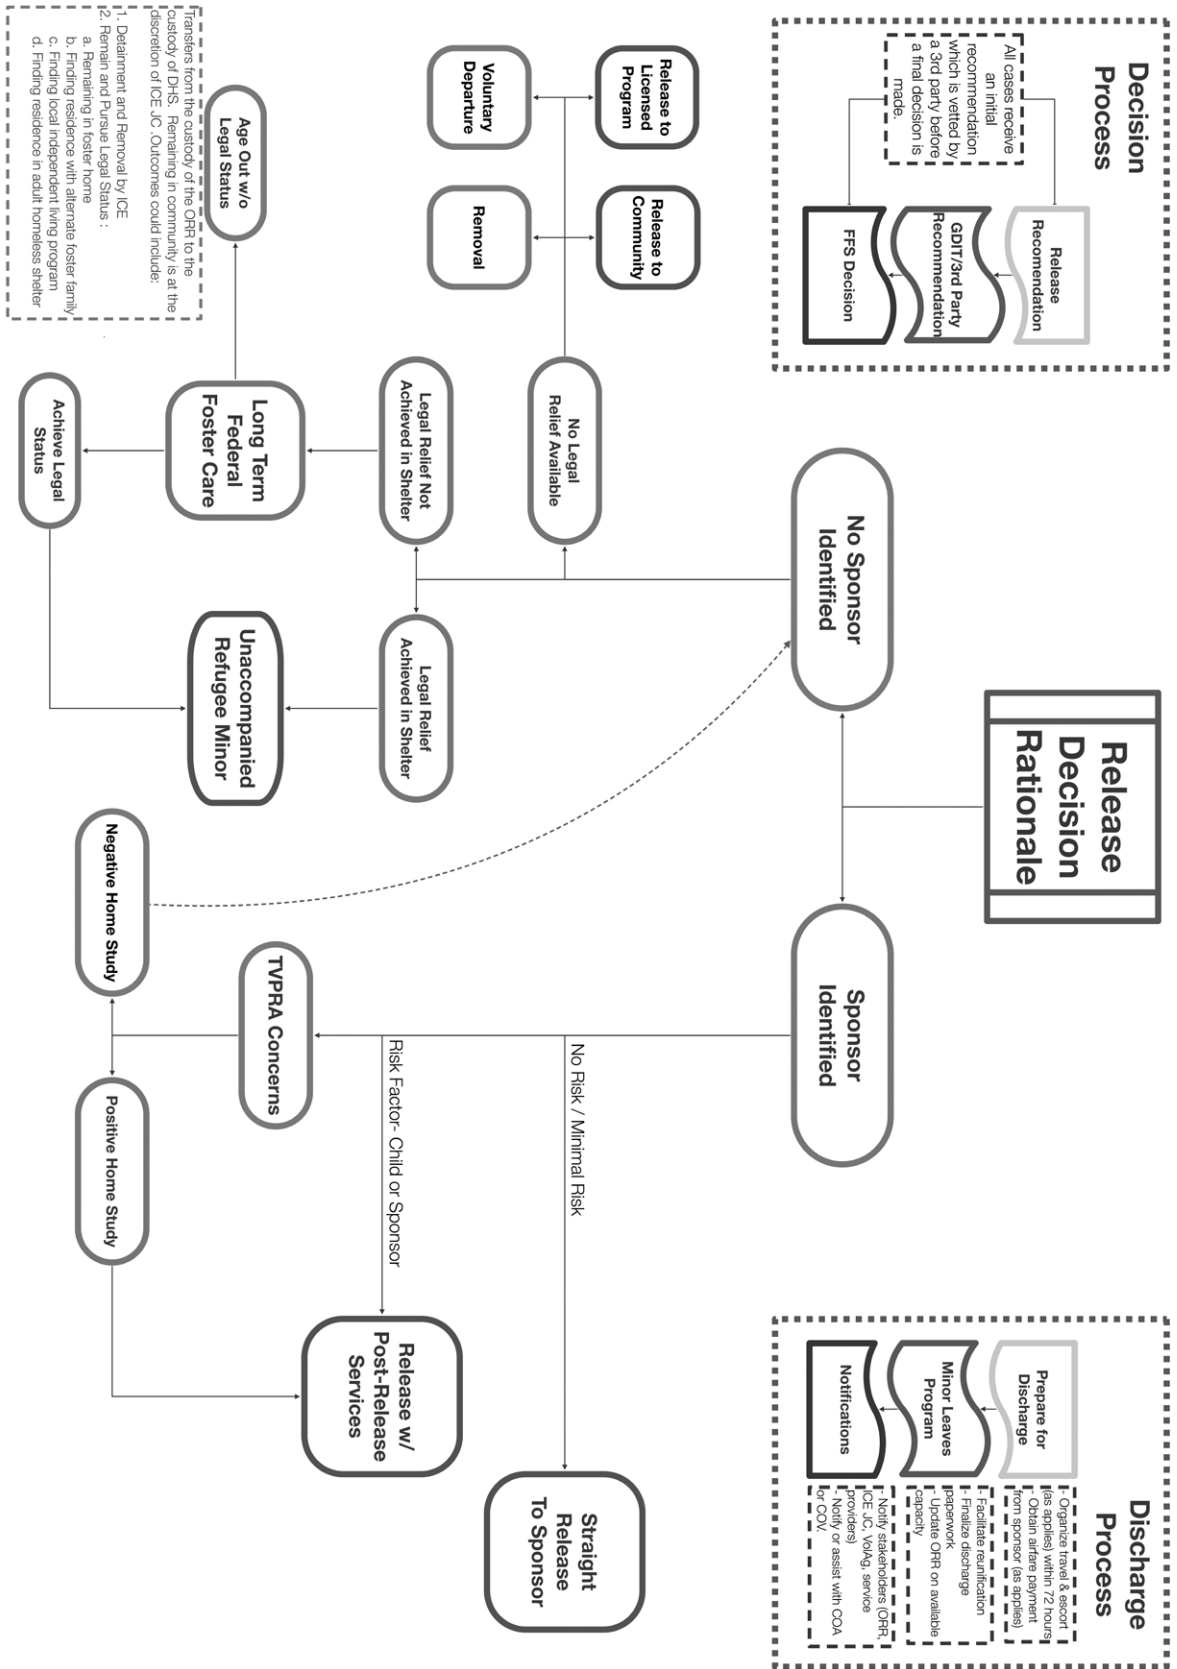 Decision
Process
All cases receive
an initial
recommendation
which is vetted by
a 3rd party before
a final decision is
made.
Release
Recomendation
GDIT/3rd Party
Recommendation
FFS Decision
Release
Decision
Rationale
Discharge
Process
Prepare for
Discharge
- Organize travel & escort
(as applies) within 72 hours
- Obtain airfare payment
from sponsor (as applies)
Minor Leaves
Program
- Facilitate reunification
- Finalize discharge
paperwork
- Update ORR on available
capacity
Notifications
- Notify stakeholders (ORR,
ICE JC, VolAg, service
providers)
- Notify or assist with COA
or COV.
No Sponsor
Identified
Sponsor
Identified
No Legal
Relief Available
No Risk / Minimal Risk
Straight
Release
To Sponsor
Release to
Licensed
Program
Release to
Community
Voluntary
Departure
Removal
Legal Relief Not
Achieved in Shelter
Legal Relief
Achieved in Shelter
Risk Factor- Child or Sponsor
Release w/
Post-Release
Services
Long Term
Federal
Foster Care
Unaccompanied
Refugee Minor
TVPRA Concerns
Age Out w/o
Legal Status
Transfers from the custody of the ORR to the
custody of DHS. Remaining in community is at the
discretion of ICE JC .Outcomes could include:
1. Detainment and Removal by ICE
2. Remain and Pursue Legal Status :
a. Remaining in foster home
b. Finding residence with alternate foster family
c. Finding local independent living program
d. Finding residence in adult homeless shelter
.
Achieve Legal
Status
Negative Home Study
Positive Home Study